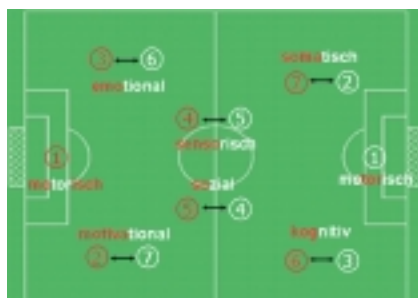 3 6
emotional
somatisch
7 2
4 5
sensorisch
1
motorisch
1
motorisch
sozial
5 4
motivational
2 7
kognitiv
6 3